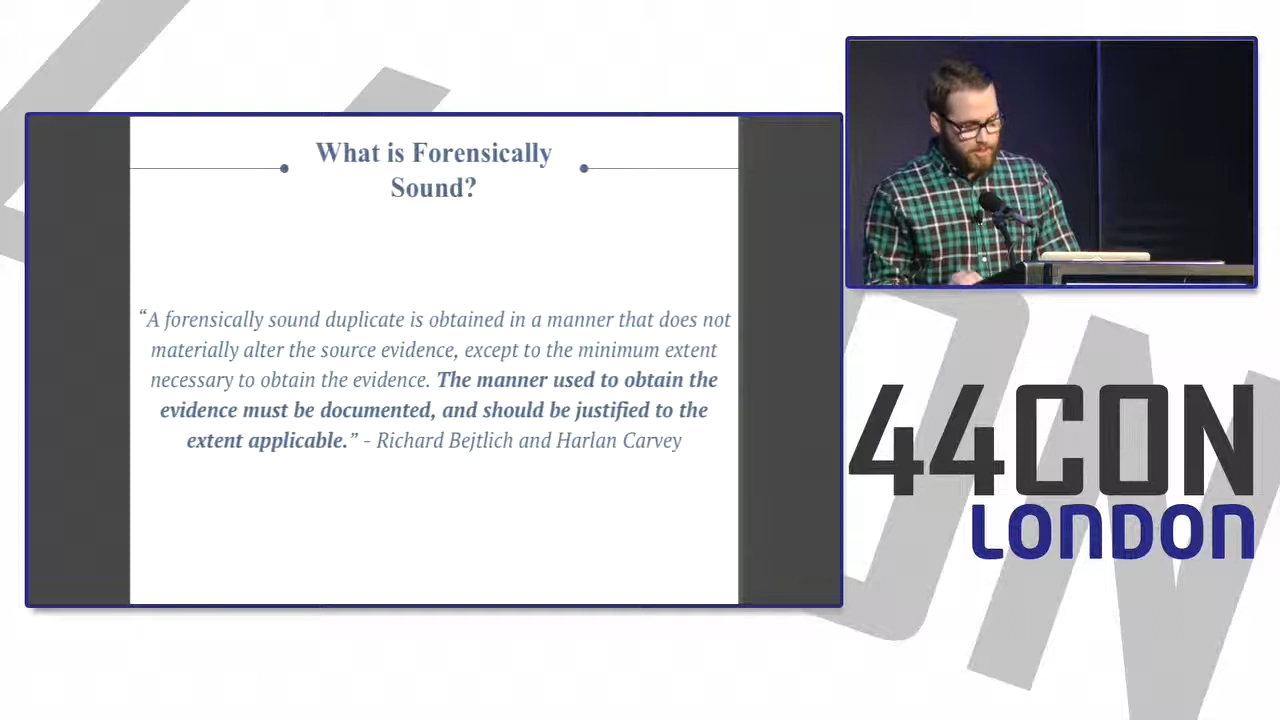 What is Forensically
Sound?
“A forensically sound duplicate is obtained in a manner that does not
materially alter the source evidence, except to the minimum extent
necessary to obtain the evidence. The manner used to obtain the
evidence must be documented, and should be justified to the
extent applicable.” - Richard Bejtlich and Harlan Carvey
44CON
LONDON